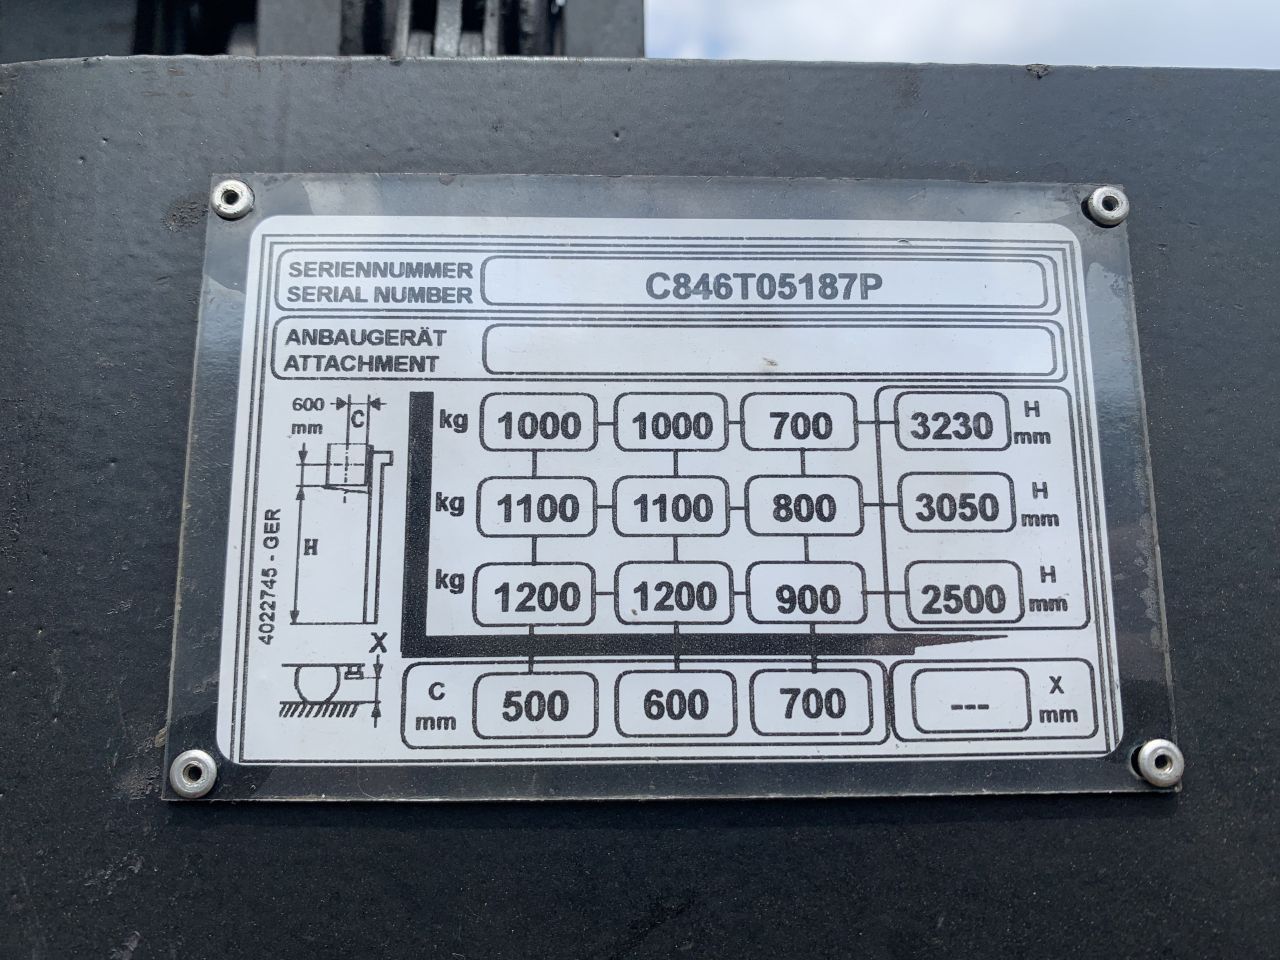 SERIENNUMMER
SERIAL NUMBER
C846T05187P
ANBAUGERÄT
ATTACHMENT
600 mm C
H
X
4022745 - GER
kg 1000 1000 700 3230 H mm
kg 1100 1100 800 3050 H mm
kg 1200 1200 900 2500 H mm
C mm 500 600 700 --- X mm